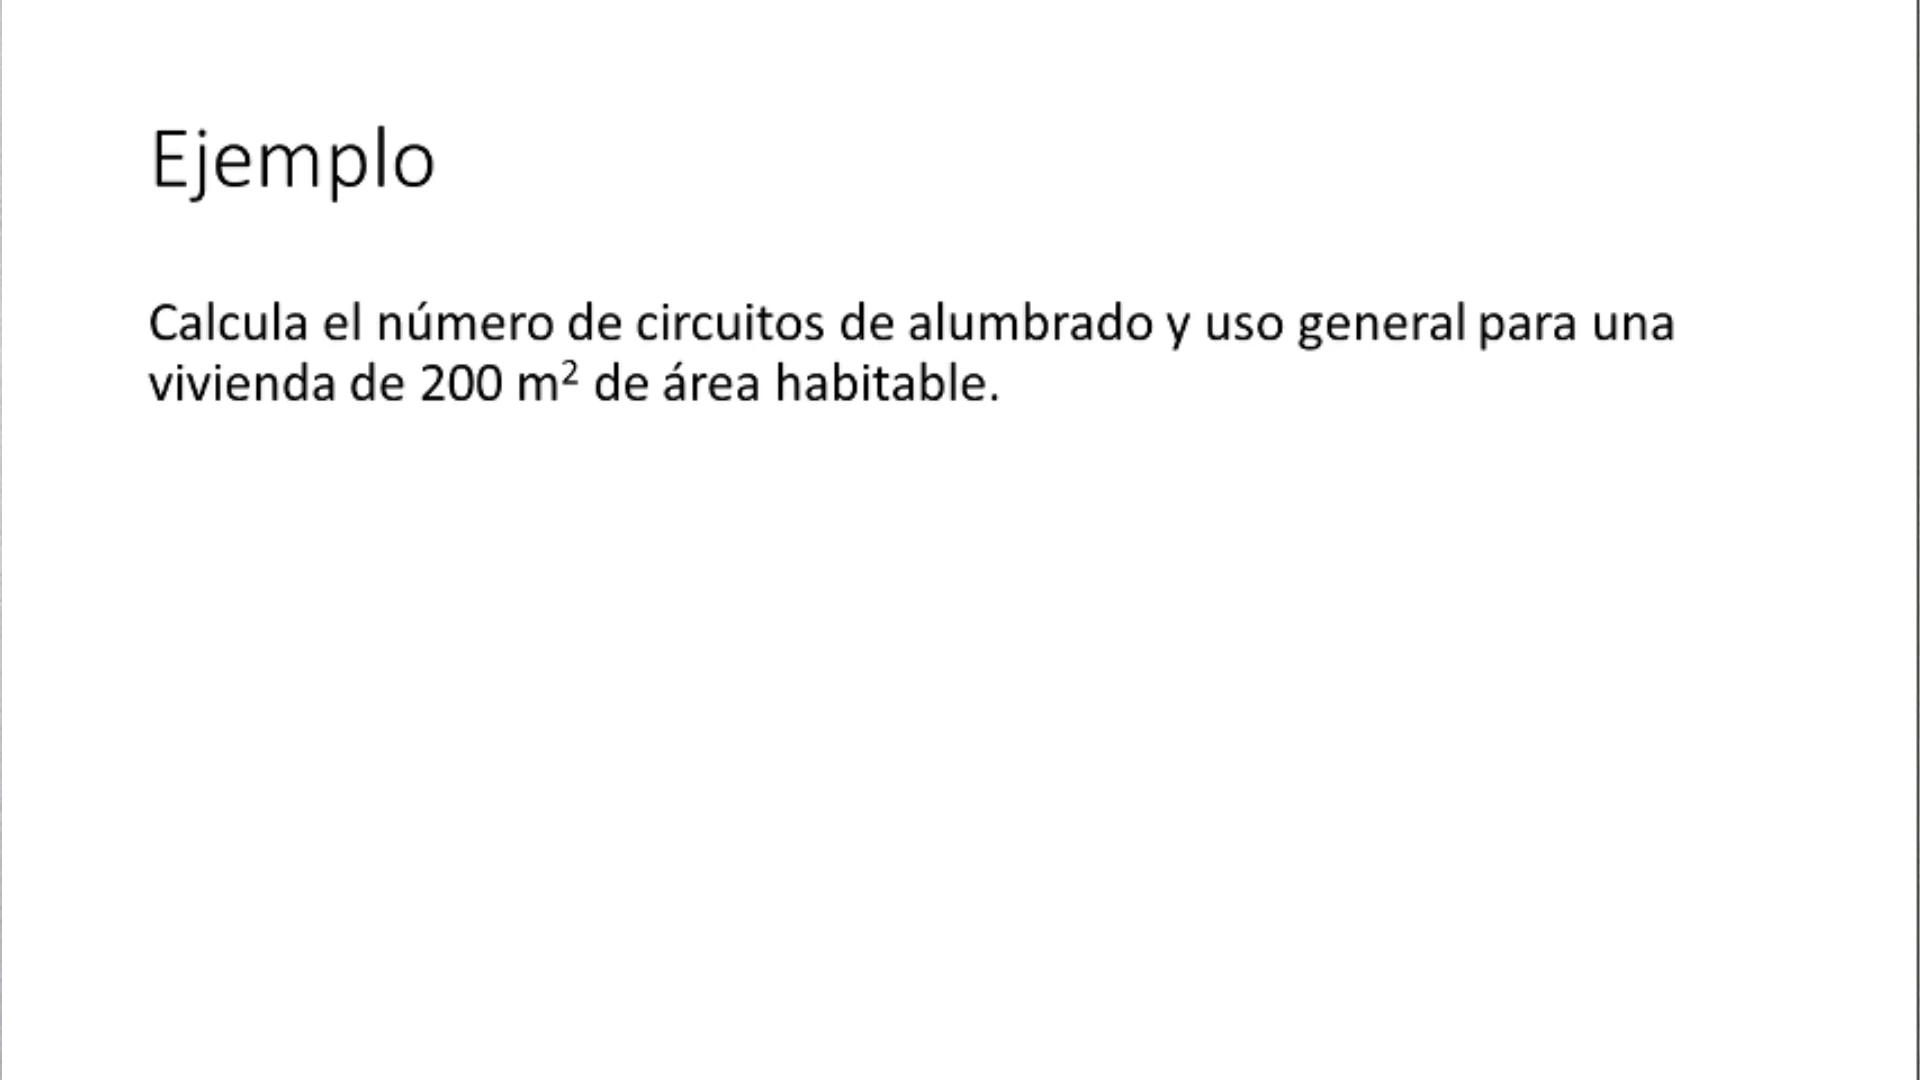 Ejemplo
Calcula el número de circuitos de alumbrado y uso general para una
vivienda de 200 m² de área habitable.